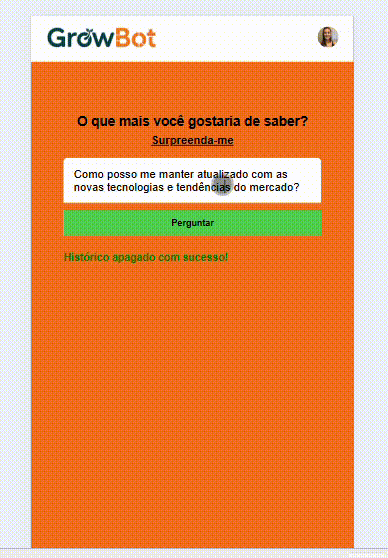 GrowBot
O que mais você gostaria de saber?
Surpreenda-me
Como posso me manter atualizado com as
novas tecnologias e tendências do mercado?
Perguntar
Histórico apagado com sucesso!